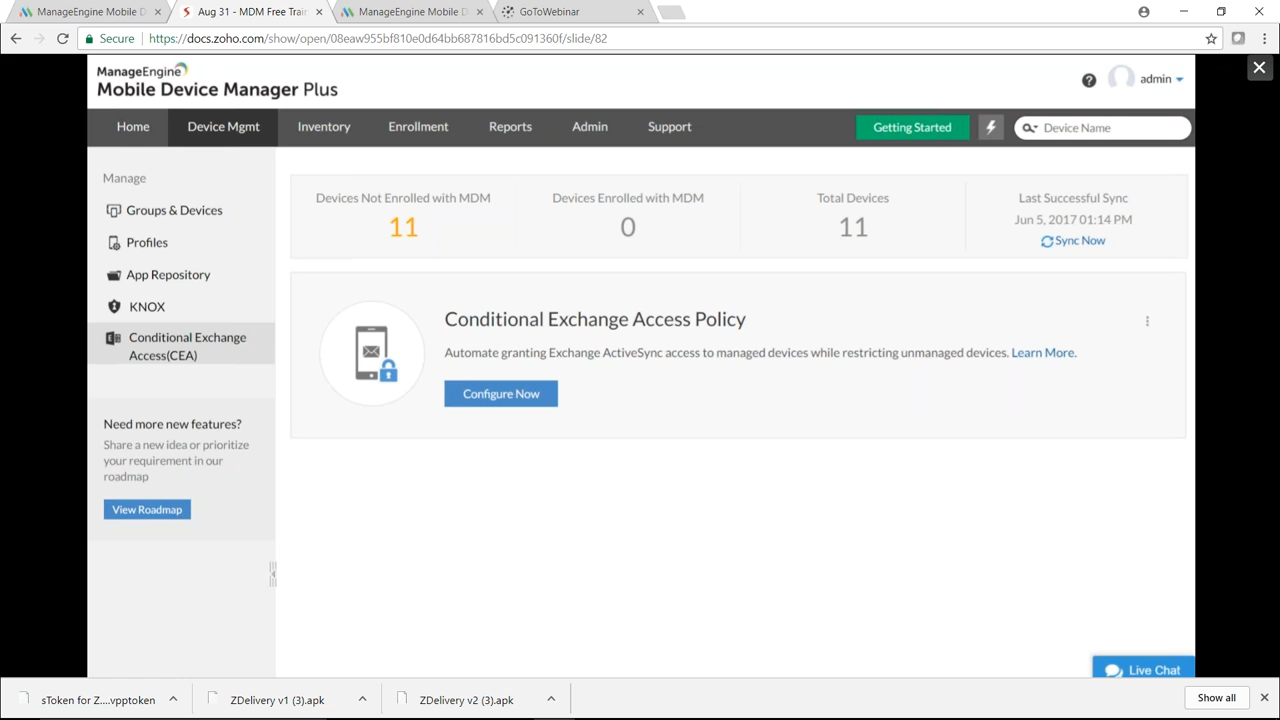 ManageEngine Mobile D
Aug 31 - MDM Free Train
ManageEngine Mobile D
GoToWebinar
Secure
https://docs.zoho.com/show/open/08eaw955bf810e0d64bb687816bd5c091360f/slide/82
ManageEngine
Mobile Device Manager Plus
admin
Home
Device Mgmt
Inventory
Enrollment
Reports
Admin
Support
Getting Started
Device Name
Manage
Groups & Devices
Profiles
App Repository
KNOX
Conditional Exchange
Access(CEA)
Need more new features?
Share a new idea or prioritize
your requirement in our
roadmap
View Roadmap
Devices Not Enrolled with MDM
11
Devices Enrolled with MDM
0
Total Devices
11
Last Successful Sync
Jun 5, 2017 01:14 PM
Sync Now
Conditional Exchange Access Policy
Automate granting Exchange ActiveSync access to managed devices while restricting unmanaged devices. Learn More.
Configure Now
Live Chat
sToken for Z....vpptoken
ZDelivery v1 (3).apk
ZDelivery v2 (3).apk
Show all